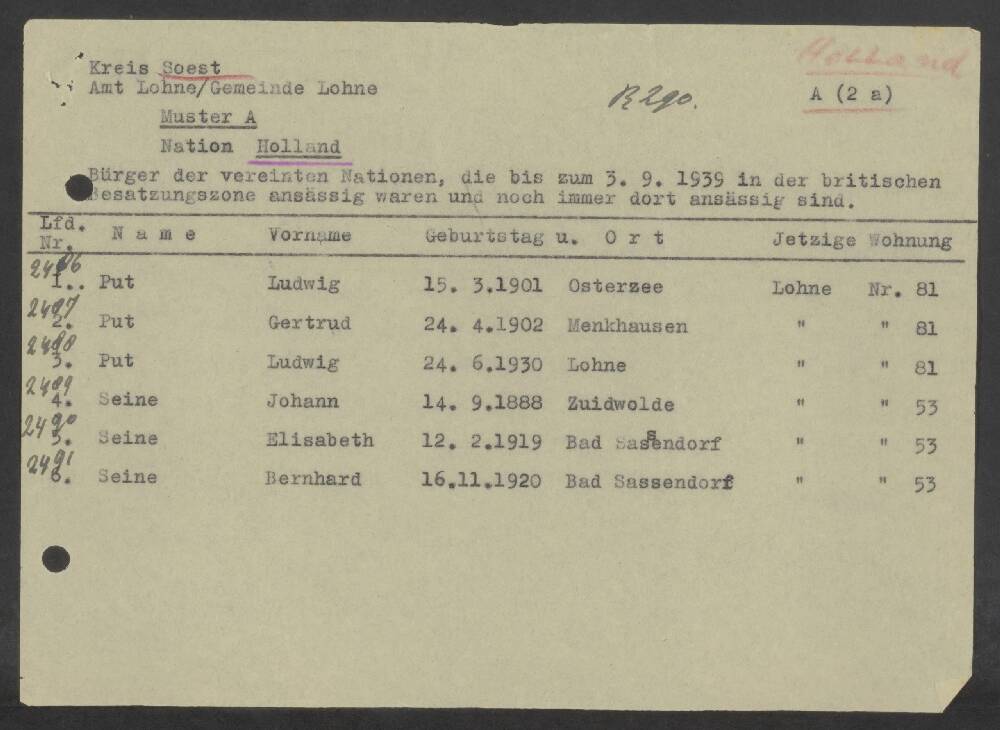 Holland
Kreis Soest
Amt Lohne/Gemeinde Lohne
A (2 a)
Muster A
Nation Holland
Bürger der vereinten Nationen, die bis zum 3. 9. 1939 in der britischen
Besatzungszone ansässig waren und noch immer dort ansässig sind.
Lfd. Nr. Name Vorname Geburtstag u. Ort Jetzige Wohnung
2486
1.. Put Ludwig 15. 3.1901 Osterzee Lohne Nr. 81
2487
2. Put Gertrud 24. 4.1902 Menkhausen " " 81
2488
3. Put Ludwig 24. 6.1930 Lohne " " 81
2489
4. Seine Johann 14. 9.1888 Zuidwolde " " 53
2490
5. Seine Elisabeth 12. 2.1919 Bad Sassendorf " " 53
2491
6. Seine Bernhard 16.11.1920 Bad Sassendorf " " 53